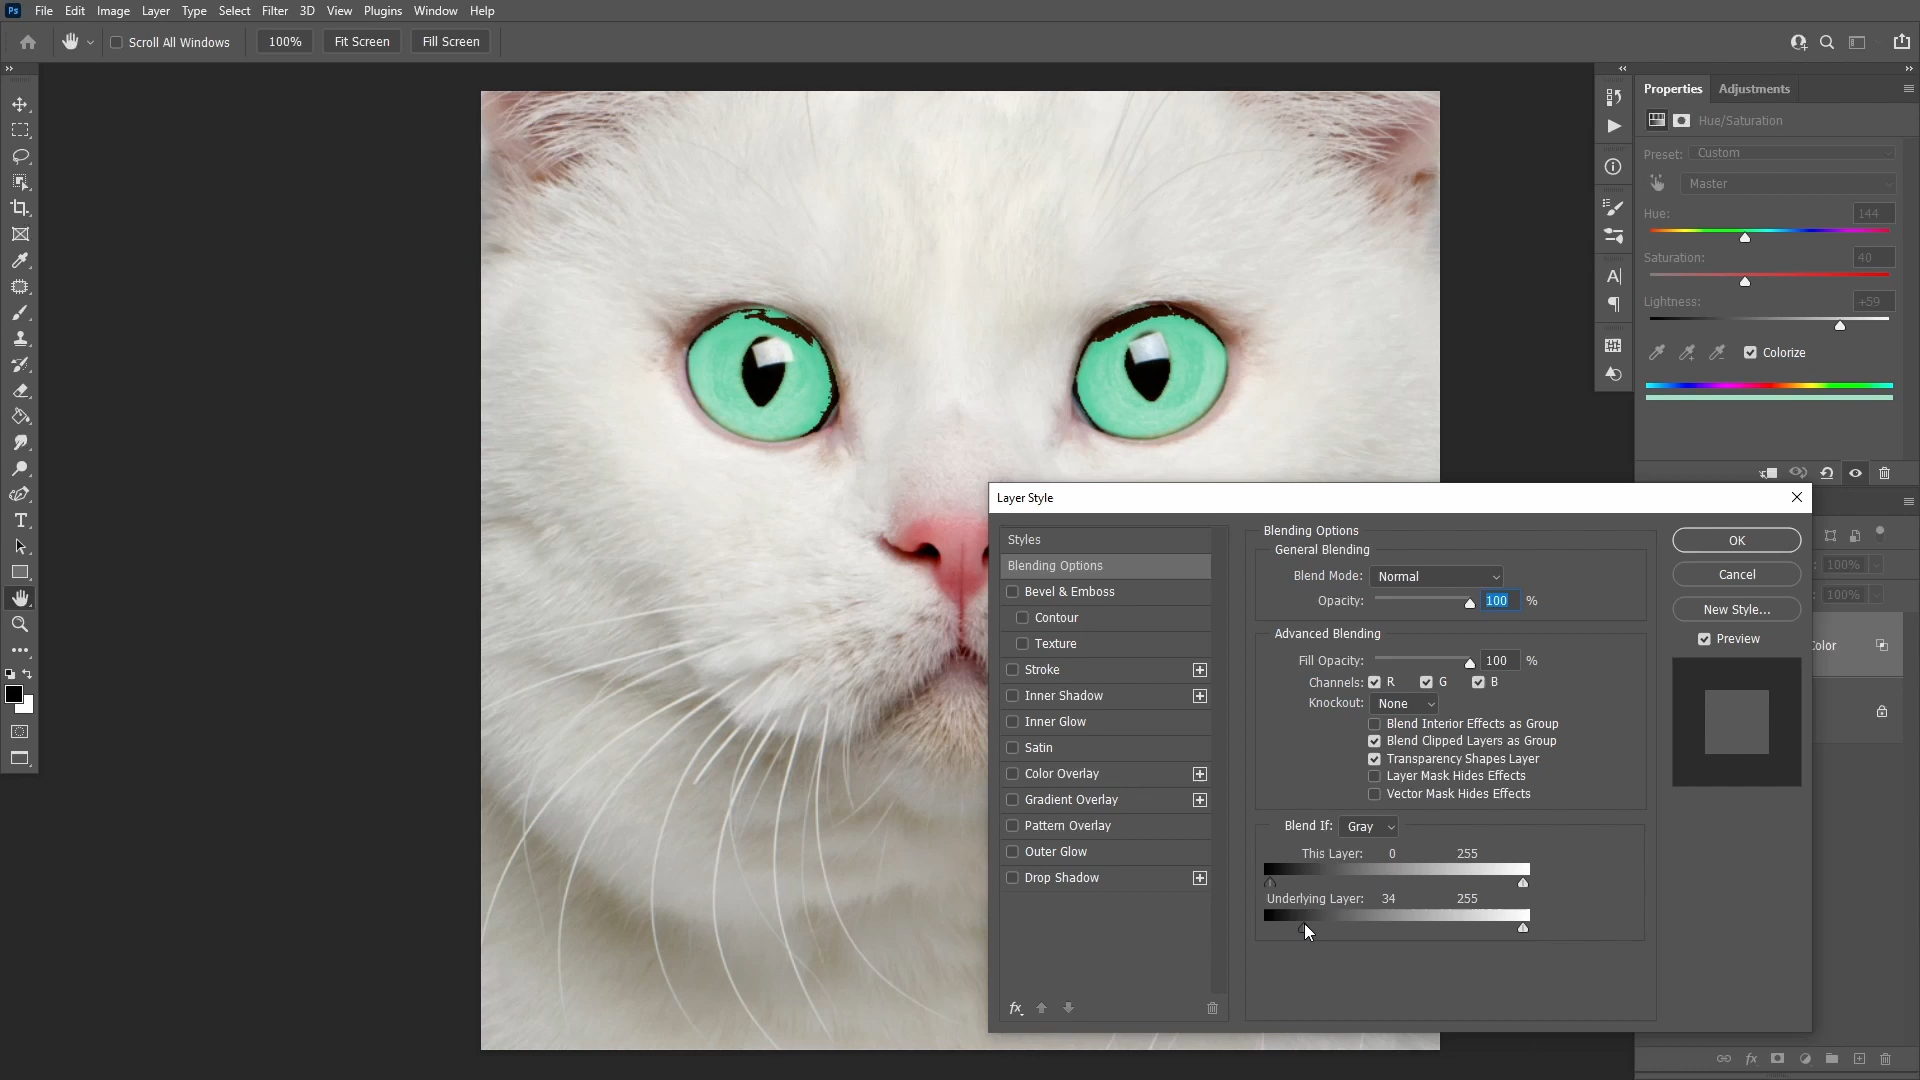 Ps File Edit Image Layer Type Select Filter 3D View Plugins Window Help
Scroll All Windows 100% Fit Screen Fill Screen
Properties Adjustments
Hue/Saturation
Preset: Custom
Master
Hue: 144
Saturation: 40
Lightness: +59
Colorize
Layer Style
Styles
Blending Options
Bevel & Emboss
Contour
Texture
Stroke
Inner Shadow
Inner Glow
Satin
Color Overlay
Gradient Overlay
Pattern Overlay
Outer Glow
Drop Shadow
fx
Blending Options
General Blending
Blend Mode: Normal
Opacity: 100 %
Advanced Blending
Fill Opacity: 100 %
Channels: R G B
Knockout: None
Blend Interior Effects as Group
Blend Clipped Layers as Group
Transparency Shapes Layer
Layer Mask Hides Effects
Vector Mask Hides Effects
Blend If: Gray
This Layer: 0 255
Underlying Layer: 34 255
OK
Cancel
New Style...
Preview
: 100%
: 100%
Color
fx